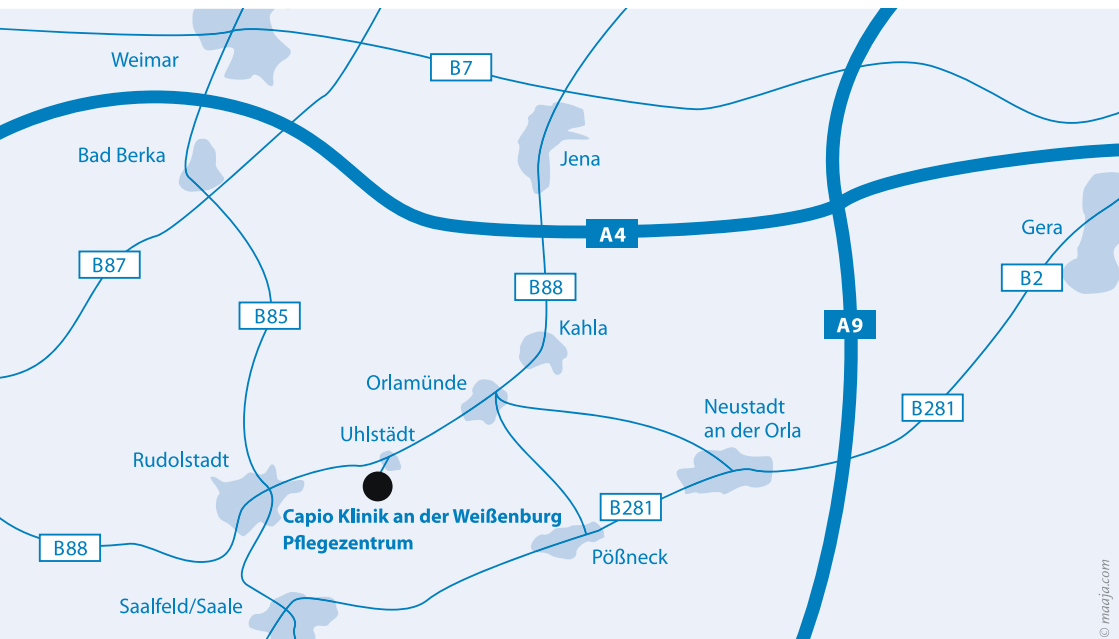 Weimar
B7
Bad Berka
Jena
Gera
A4
B87
B2
B88
B85
A9
Kahla
Orlamünde
Neustadt
an der Orla
B281
Uhlstädt
Rudolstadt
B281
Capio Klinik an der Weißenburg
Pflegezentrum
B88
Pößneck
Saalfeld/Saale
© maaja.com